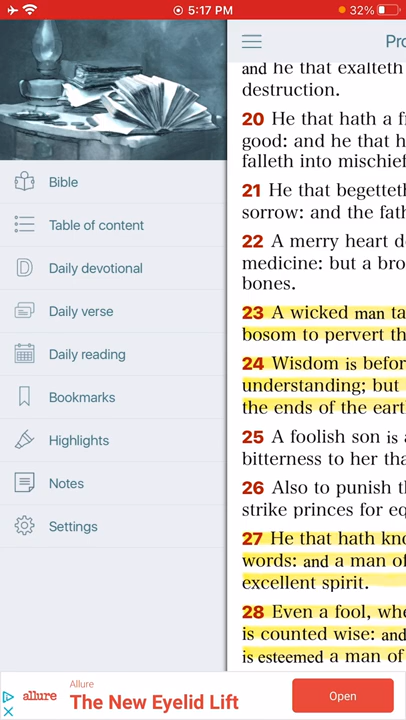 5:17 PM
32%
Bible
Table of content
Daily devotional
Daily verse
Daily reading
Bookmarks
Highlights
Notes
Settings
Pro
and he that exalteth
destruction.
20 He that hath a f
good: and he that h
falleth into mischief
21 He that begettet
sorrow: and the fath
22 A merry heart d
medicine: but a bro
bones.
23 A wicked man ta
bosom to pervert th
24 Wisdom is befor
understanding; but
the ends of the eart
25 A foolish son is a
bitterness to her tha
26 Also to punish t
strike princes for eq
27 He that hath kno
words: and a man of
excellent spirit.
28 Even a fool, whe
is counted wise: and
is esteemed a man of
allure
Allure
The New Eyelid Lift
Open